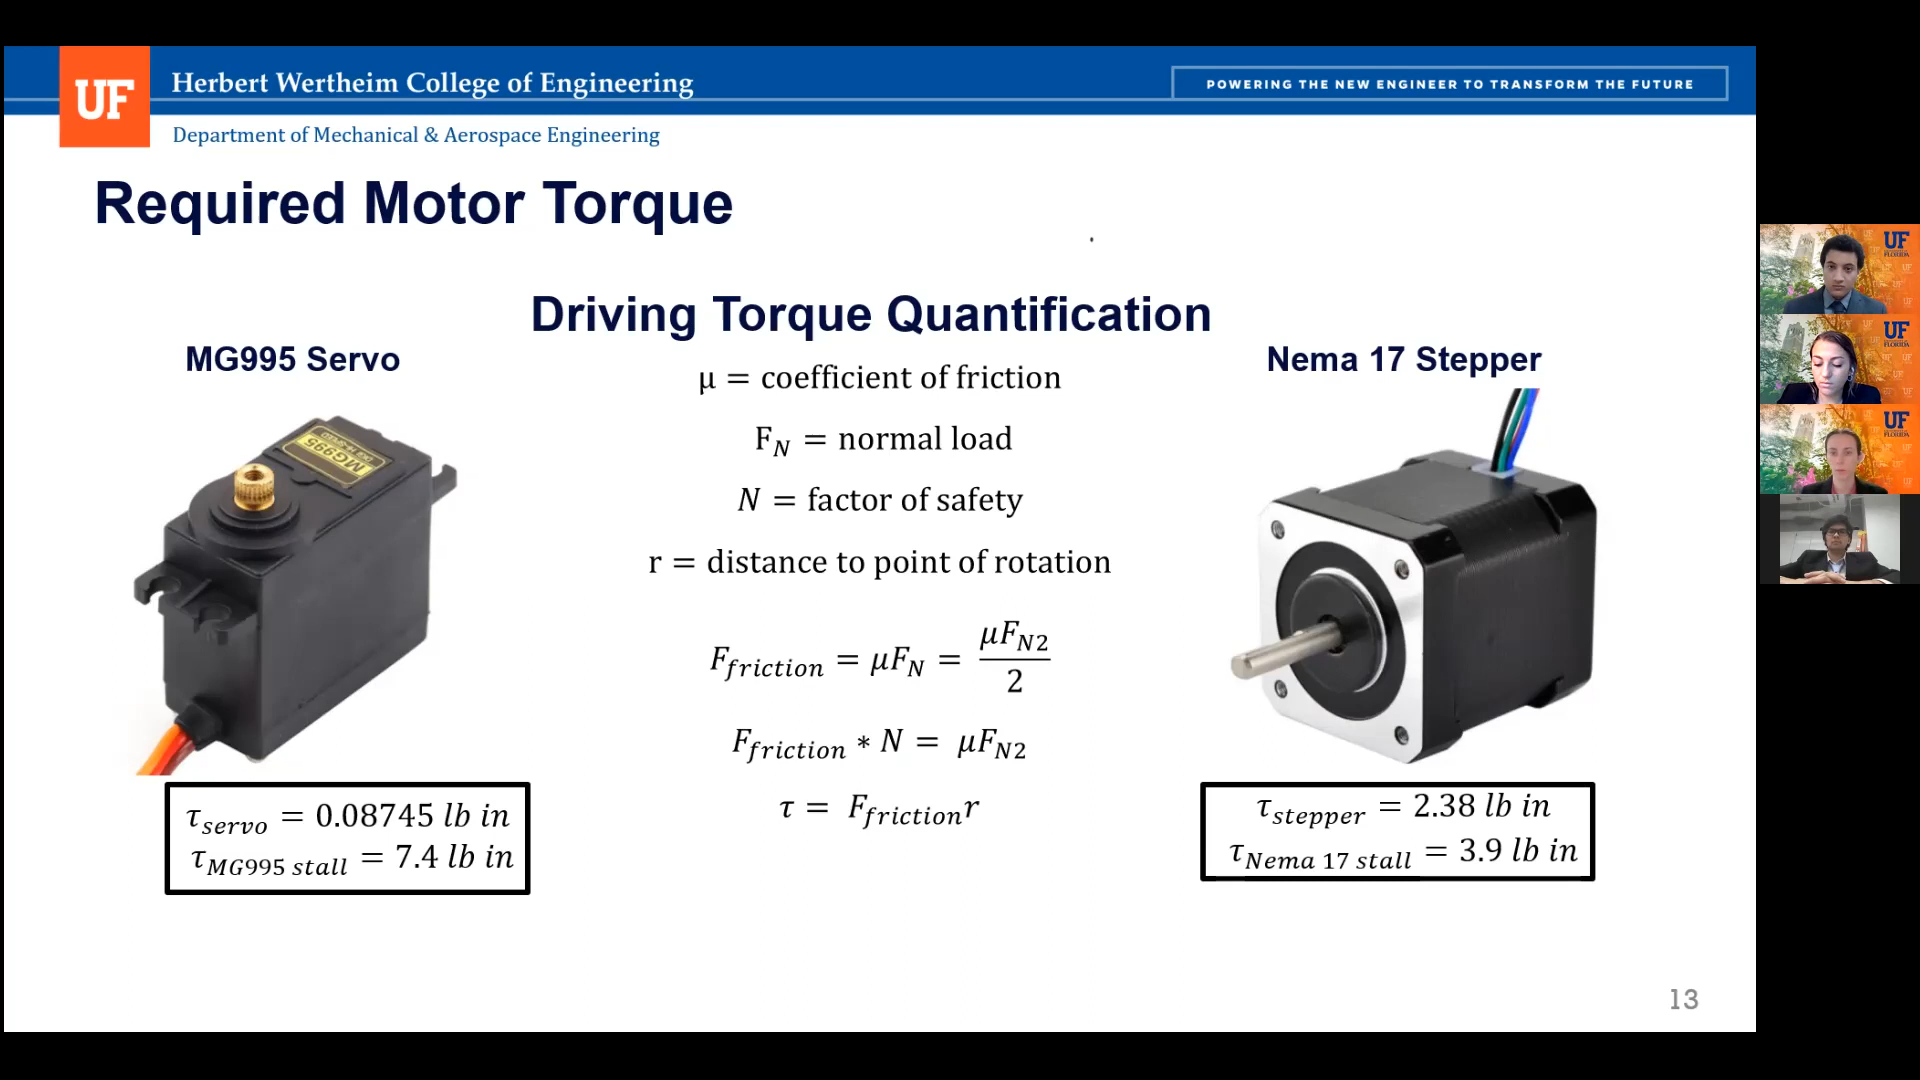 UF
Herbert Wertheim College of Engineering
POWERING THE NEW ENGINEER TO TRANSFORM THE FUTURE
Department of Mechanical & Aerospace Engineering
Required Motor Torque
Driving Torque Quantification
MG995 Servo
Nema 17 Stepper
μ = coefficient of friction
F_N = normal load
N = factor of safety
r = distance to point of rotation
F_friction = μF_N = μF_N2 / 2
F_friction * N = μF_N2
τ = F_friction r
MG995
τ_servo = 0.08745 lb in
τ_MG995 stall = 7.4 lb in
τ_stepper = 2.38 lb in
τ_Nema 17 stall = 3.9 lb in
13
UF
FLORIDA
UF
FLORIDA
UF
FLORIDA